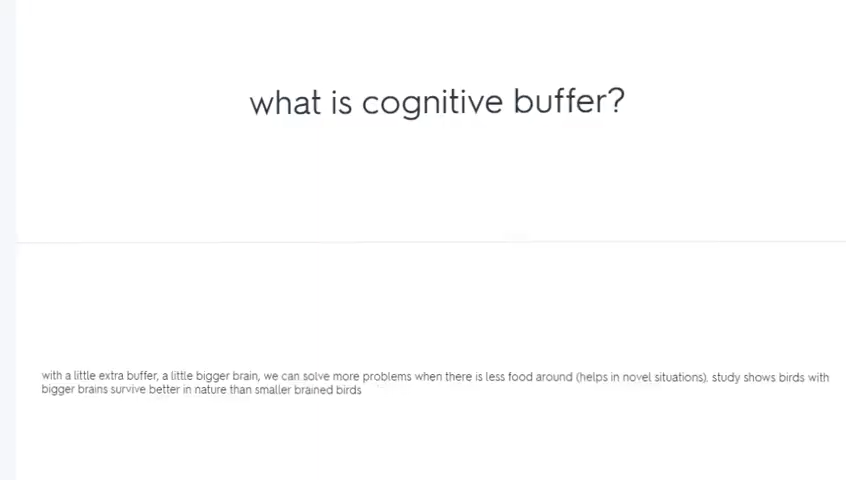 what is cognitive buffer?
with a little extra buffer, a little bigger brain, we can solve more problems when there is less food around (helps in novel situations). study shows birds with
bigger brains survive better in nature than smaller brained birds